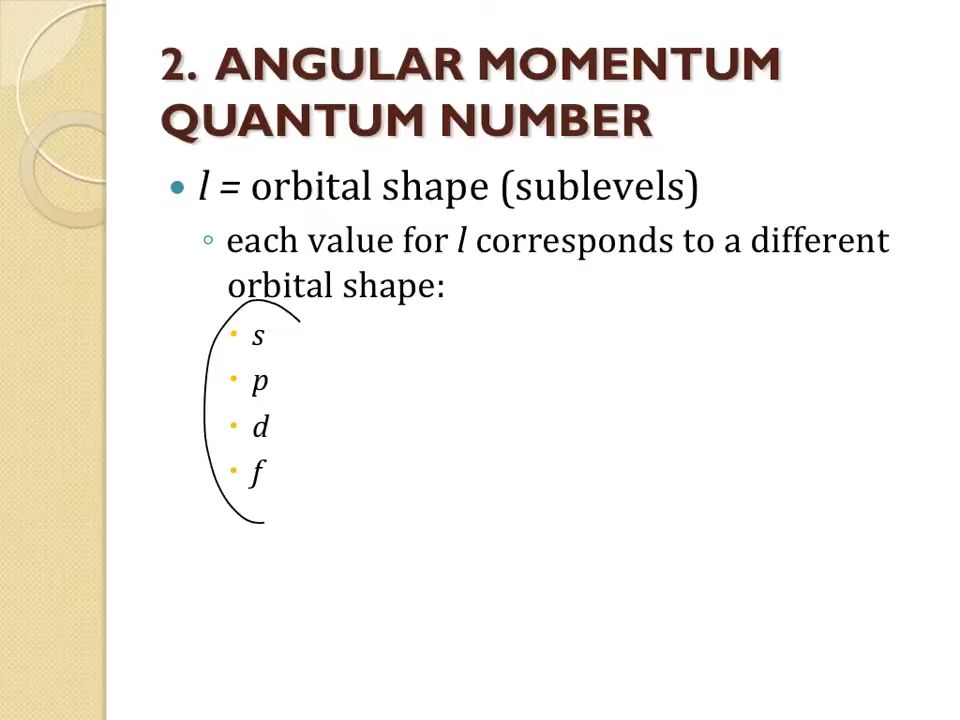 2. ANGULAR MOMENTUM
QUANTUM NUMBER
l = orbital shape (sublevels)
each value for l corresponds to a different
orbital shape:
s
p
d
f